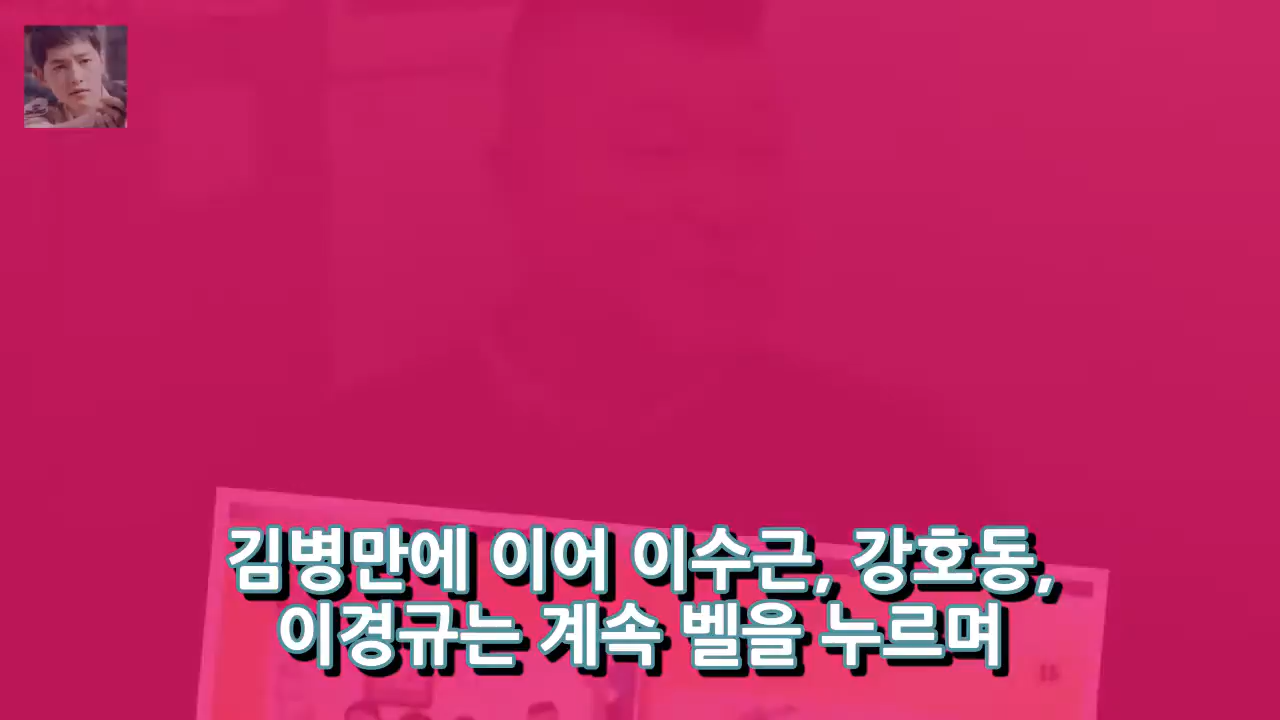 김병만에 이어 이수근, 강호동,
이경규는 계속 벨을 누르며